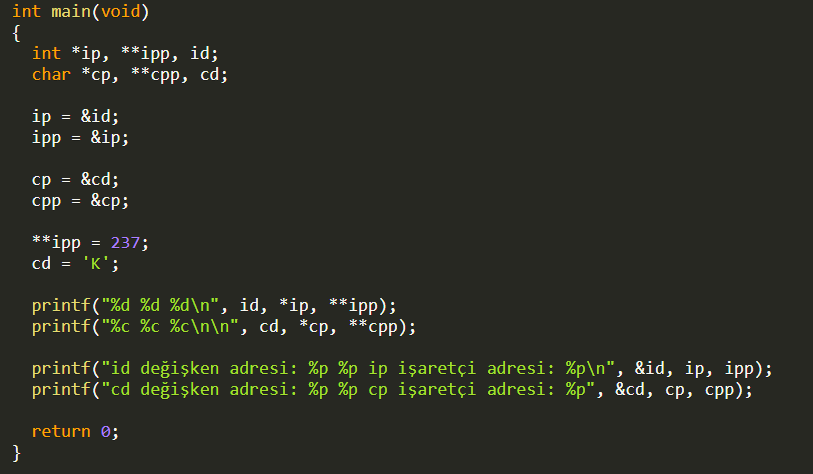 int main(void)
{
int *ip, **ipp, id;
char *cp, **cpp, cd;
ip = &id;
ipp = &ip;
cp = &cd;
cpp = &cp;
**ipp = 237;
cd = 'K';
printf("%d %d %d\n", id, *ip, **ipp);
printf("%c %c %c\n\n", cd, *cp, **cpp);
printf("id değişken adresi: %p %p ip işaretçi adresi: %p\n", &id, ip, ipp);
printf("cd değişken adresi: %p %p cp işaretçi adresi: %p", &cd, cp, cpp);
return 0;
}